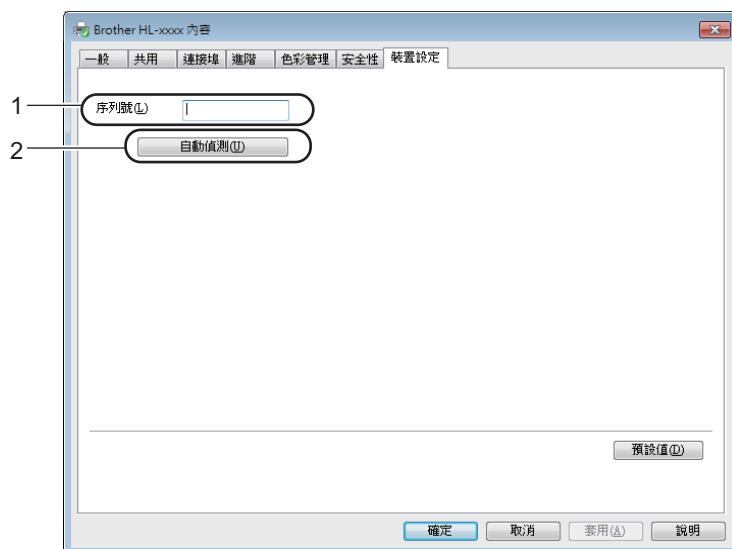 Brother HL-xxxx 內容
一般 共用 連接埠 進階 色彩管理 安全性 裝置設定
1 序列號(L)
2 自動偵測(U)
預設值(D)
確定 取消 套用(A) 說明